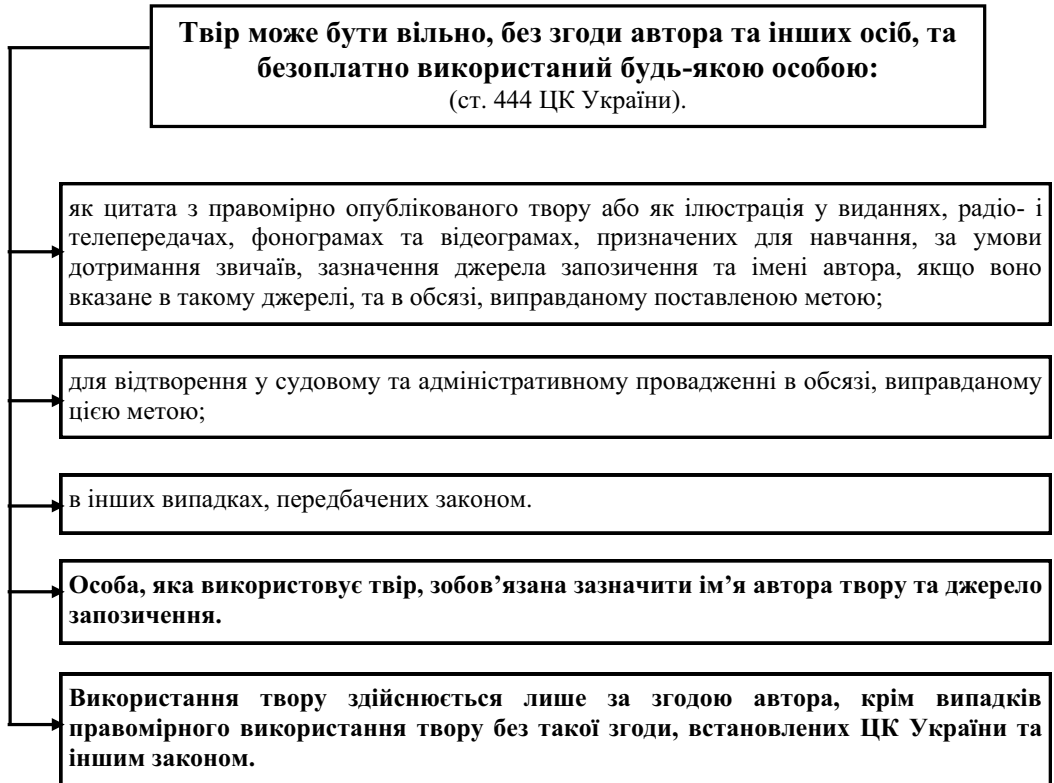 Твір може бути вільно, без згоди автора та інших осіб, та
безоплатно використаний будь-якою особою:
(ст. 444 ЦК України).
як цитата з правомірно опублікованого твору або як ілюстрація у виданнях, радіо- і
телепередачах, фонограмах та відеограмах, призначених для навчання, за умови
дотримання звичаїв, зазначення джерела запозичення та імені автора, якщо воно
вказане в такому джерелі, та в обсязі, виправданому поставленою метою;
для відтворення у судовому та адміністративному провадженні в обсязі, виправданому
цією метою;
в інших випадках, передбачених законом.
Особа, яка використовує твір, зобов’язана зазначити ім’я автора твору та джерело
запозичення.
Використання твору здійснюється лише за згодою автора, крім випадків
правомірного використання твору без такої згоди, встановлених ЦК України та
іншим законом.